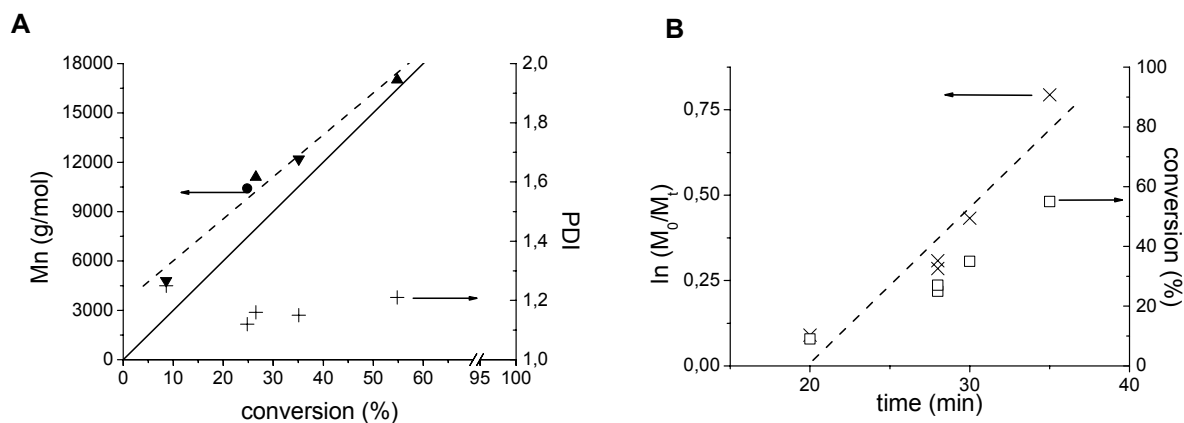 A
18000
15000
12000
9000
6000
3000
0
Mn (g/mol)
0 10 20 30 40 50 60 95 100
conversion (%)
2,0
1,8
1,6
1,4
1,2
1,0
PDI
B
0,75
0,50
0,25
0,00
ln (M0/Mt)
20 30 40
time (min)
100
80
60
40
20
0
conversion (%)